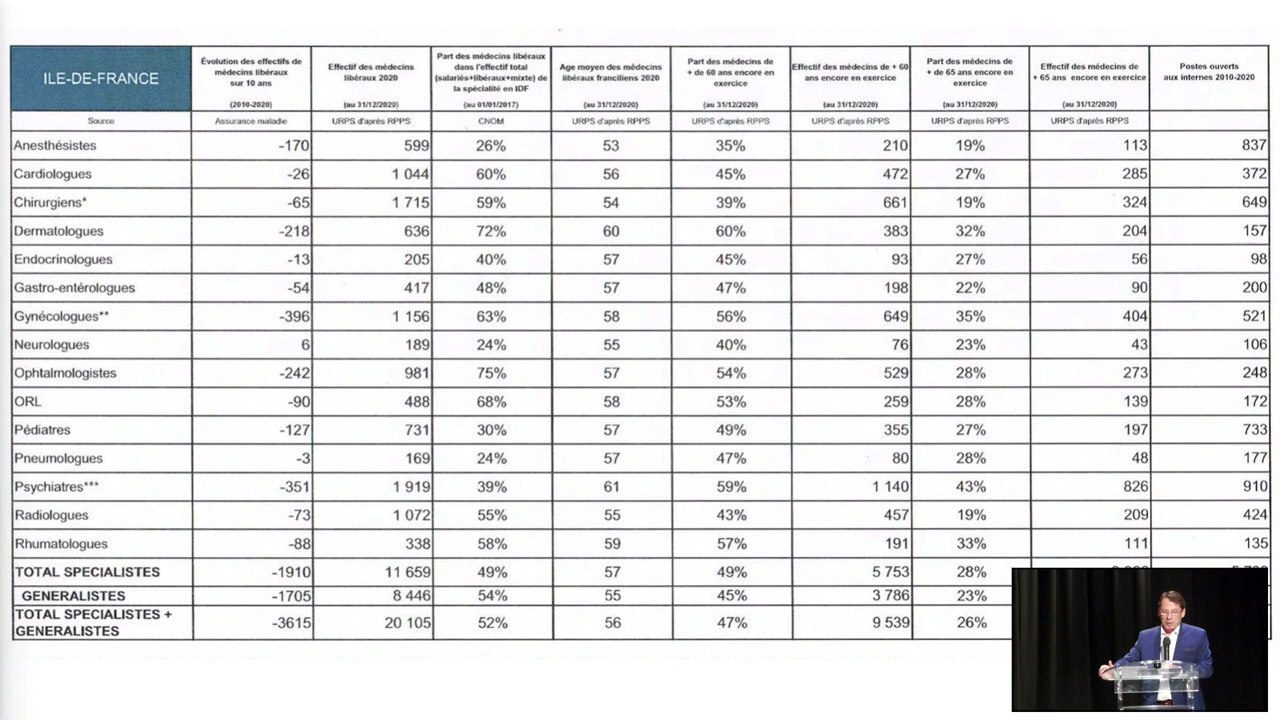 ILE-DE-FRANCE
Évolution des effectifs de médecins libéraux sur 10 ans (2010-2020)
Effectif des médecins libéraux 2020 (au 31/12/2020)
Part des médecins libéraux dans l'effectif total (salariés+libéraux+mixte) de la spécialité en IDF (au 01/01/2017)
Age moyen des médecins libéraux franciliens 2020 (au 31/12/2020)
Part des médecins de + de 60 ans encore en exercice (au 31/12/2020)
Effectif des médecins de + 60 ans encore en exercice (au 31/12/2020)
Part des médecins de + de 65 ans encore en exercice (au 31/12/2020)
Effectif des médecins de + 65 ans encore en exercice (au 31/12/2020)
Postes ouverts aux internes 2010-2020
Source Assurance maladie URPS d'après RPPS CNOM URPS d'après RPPS URPS d'après RPPS URPS d'après RPPS URPS d'après RPPS URPS d'après RPPS
Anesthésistes -170 599 26% 53 35% 210 19% 113 837
Cardiologues -26 1 044 60% 56 45% 472 27% 285 372
Chirurgiens* -65 1 715 59% 54 39% 661 19% 324 649
Dermatologues -218 636 72% 60 60% 383 32% 204 157
Endocrinologues -13 205 40% 57 45% 93 27% 56 98
Gastro-entérologues -54 417 48% 57 47% 198 22% 90 200
Gynécologues** -396 1 156 63% 58 56% 649 35% 404 521
Neurologues 6 189 24% 55 40% 76 23% 43 106
Ophtalmologistes -242 981 75% 57 54% 529 28% 273 248
ORL -90 488 68% 58 53% 259 28% 139 172
Pédiatres -127 731 30% 57 49% 355 27% 197 733
Pneumologues -3 169 24% 57 47% 80 28% 48 177
Psychiatres*** -351 1 919 39% 61 59% 1 140 43% 826 910
Radiologues -73 1 072 55% 55 43% 457 19% 209 424
Rhumatologues -88 338 58% 59 57% 191 33% 111 135
TOTAL SPECIALISTES -1910 11 659 49% 57 49% 5 753 28%
GENERALISTES -1705 8 446 54% 55 45% 3 786 23%
TOTAL SPECIALISTES + GENERALISTES -3615 20 105 52% 56 47% 9 539 26%